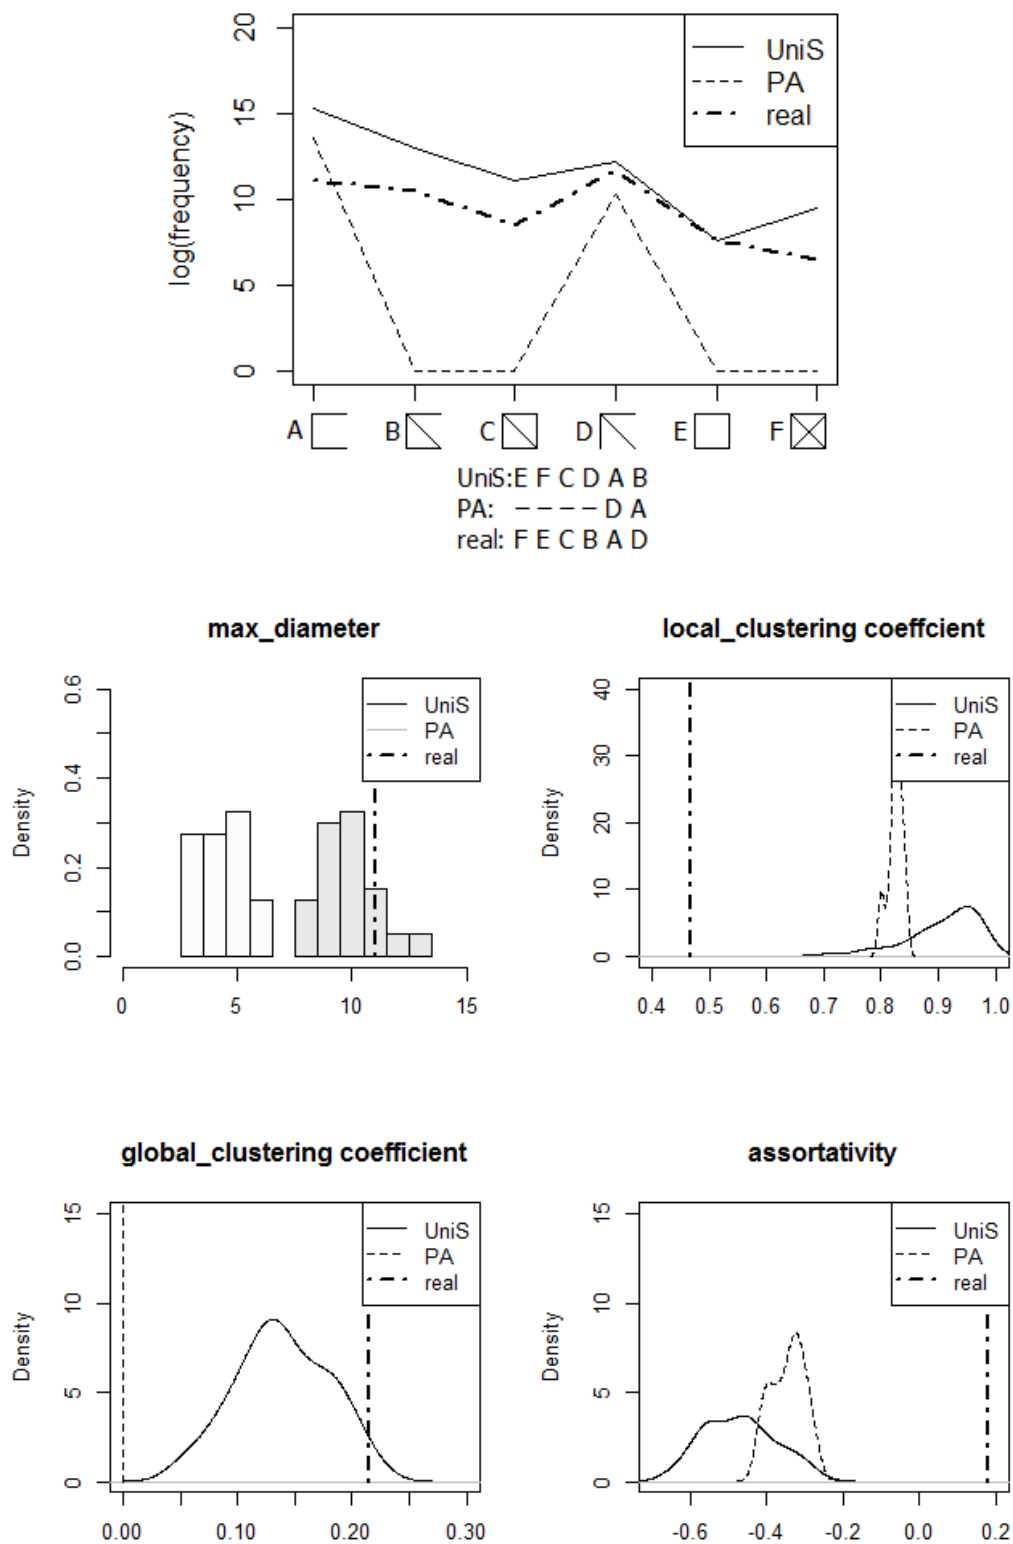 20
15
10
5
0
log(frequency)
UniS
PA
real
A B C D E F
UniS:E F C D A B
PA: ---- D A
real: F E C B A D
max_diameter
0.6
0.4
0.2
0.0
Density
UniS
PA
real
0 5 10 15
local_clustering coeffcient
40
30
20
10
0
Density
UniS
PA
real
0.4 0.5 0.6 0.7 0.8 0.9 1.0
global_clustering coefficient
15
10
5
0
Density
UniS
PA
real
0.00 0.10 0.20 0.30
assortativity
15
10
5
0
Density
UniS
PA
real
-0.6 -0.4 -0.2 0.0 0.2